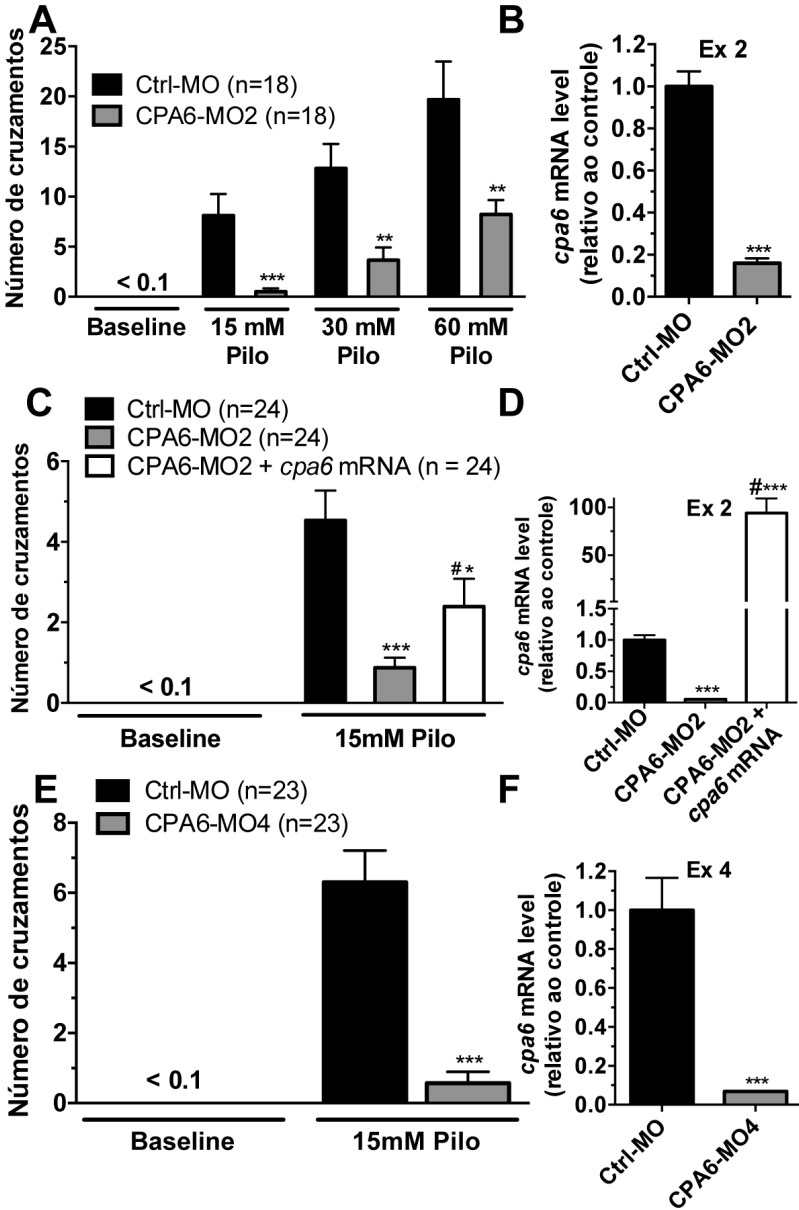 A
Número de cruzamentos
25
20
15
10
5
0
Ctrl-MO (n=18)
CPA6-MO2 (n=18)
< 0.1
***
**
**
Baseline
15 mM
Pilo
30 mM
Pilo
60 mM
Pilo
B
cpa6 mRNA level
(relativo ao controle)
1.2
1.0
0.8
0.6
0.4
0.2
0.0
Ex 2
***
Ctrl-MO
CPA6-MO2
C
Ctrl-MO (n=24)
CPA6-MO2 (n=24)
CPA6-MO2 + cpa6 mRNA (n = 24)
Número de cruzamentos
6
4
2
0
< 0.1
***
#*
Baseline
15mM Pilo
D
cpa6 mRNA level
(relativo ao controle)
100
50
1.5
1.0
0.5
0.0
Ex 2
***
#***
Ctrl-MO
CPA6-MO2
CPA6-MO2 +
cpa6 mRNA
E
Ctrl-MO (n=23)
CPA6-MO4 (n=23)
Número de cruzamentos
8
6
4
2
0
< 0.1
***
Baseline
15mM Pilo
F
cpa6 mRNA level
(relativo ao controle)
1.2
1.0
0.8
0.6
0.4
0.2
0.0
Ex 4
***
Ctrl-MO
CPA6-MO4